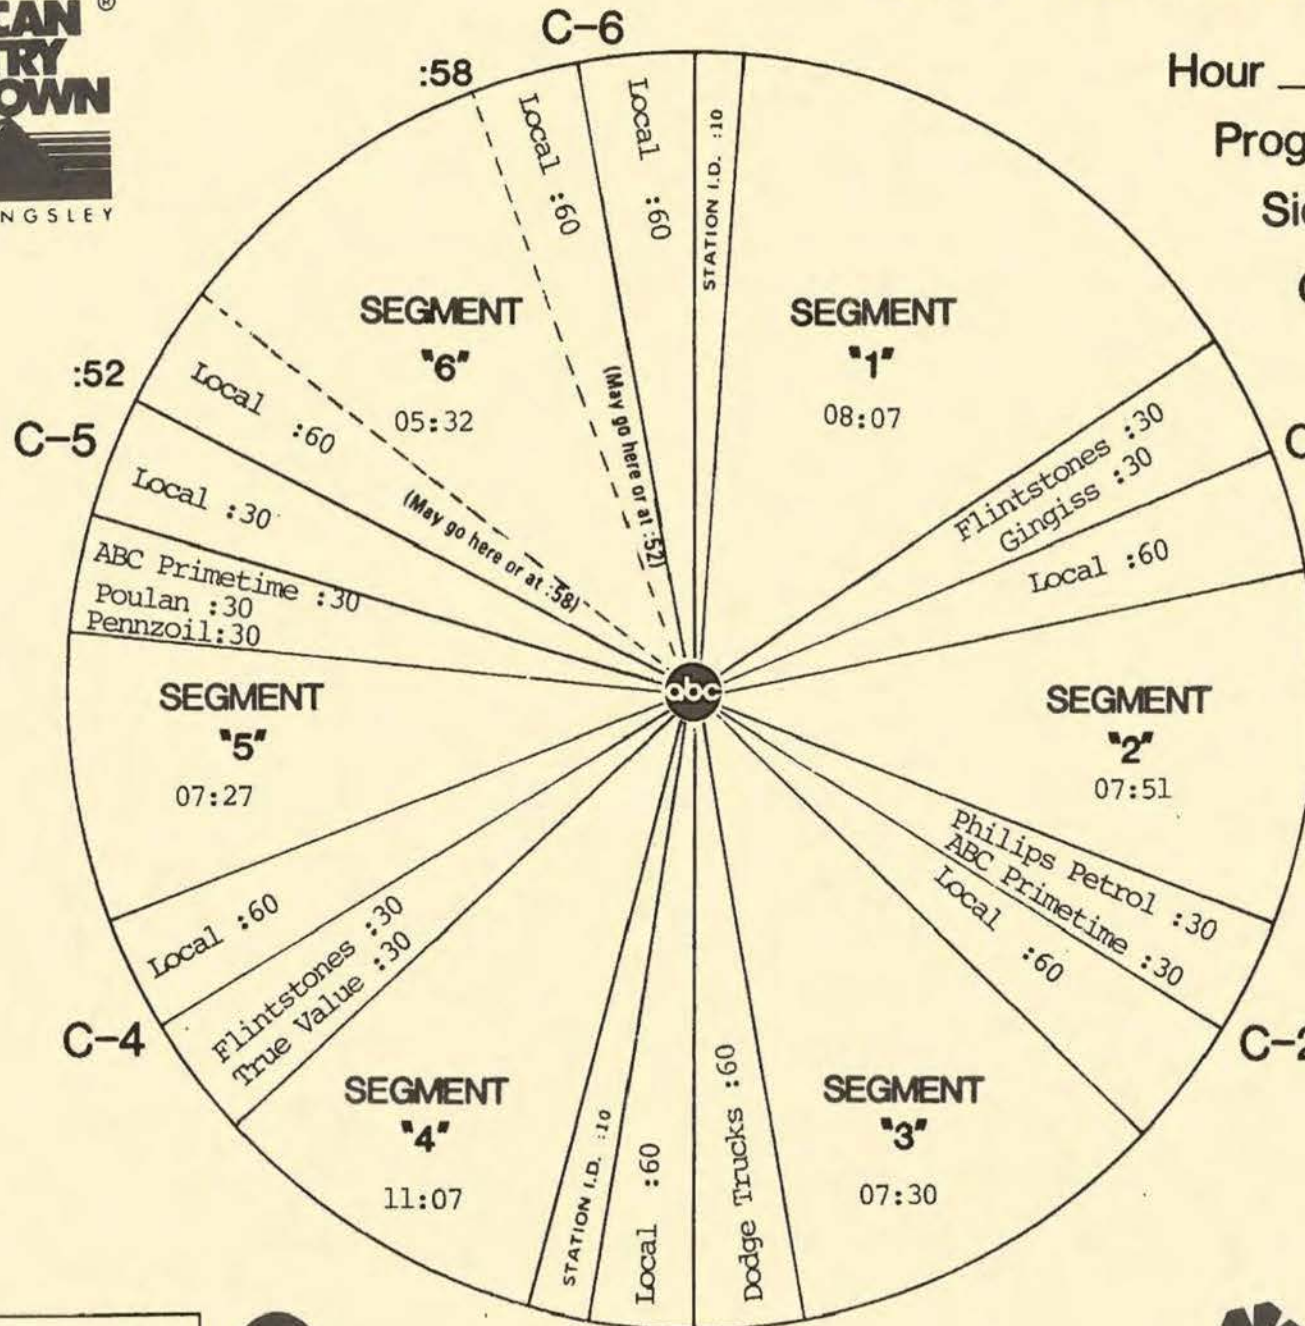 CAN ®
TRY
OWN
NGSLEY
C-6
:58
Hour
Prog
Local :60
Local :60
STATION I.D. :10
SEGMENT
"1"
08:07
Flintstones :30
Gingiss :30
Local :60
SEGMENT
"2"
07:51
Philips Petrol :30
ABC Primetime :30
Local :60
C-2
SEGMENT
"3"
07:30
Dodge Trucks :60
Local :60
STATION I.D. :10
SEGMENT
"4"
11:07
Flintstones :30
True Value :30
C-4
Local :60
SEGMENT
"5"
07:27
ABC Primetime :30
Poulan :30
Pennzoil:30
Local :30
C-5
:52
Local :60
(May go here or at :58)
SEGMENT
"6"
05:32
(May go here or at :52)
abc